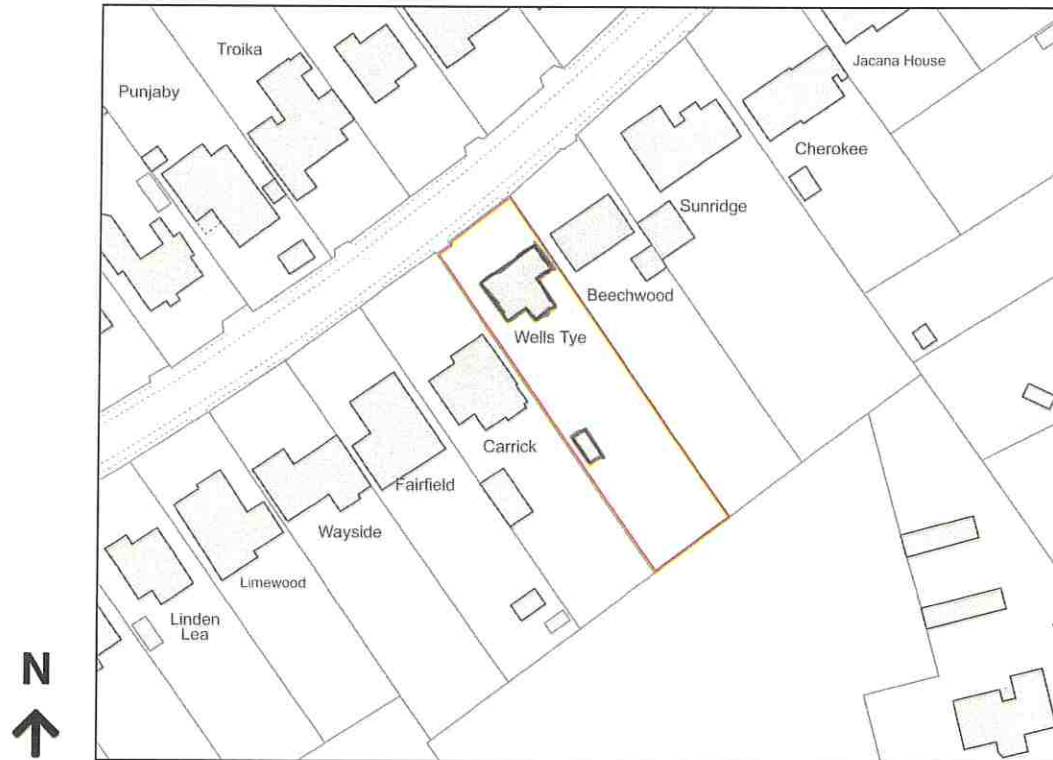 Troika
Jacana House
Punjaby
Cherokee
Sunridge
Beechwood
Wells Tye
Carrick
Fairfield
Wayside
Limewood
Linden
Lea
N